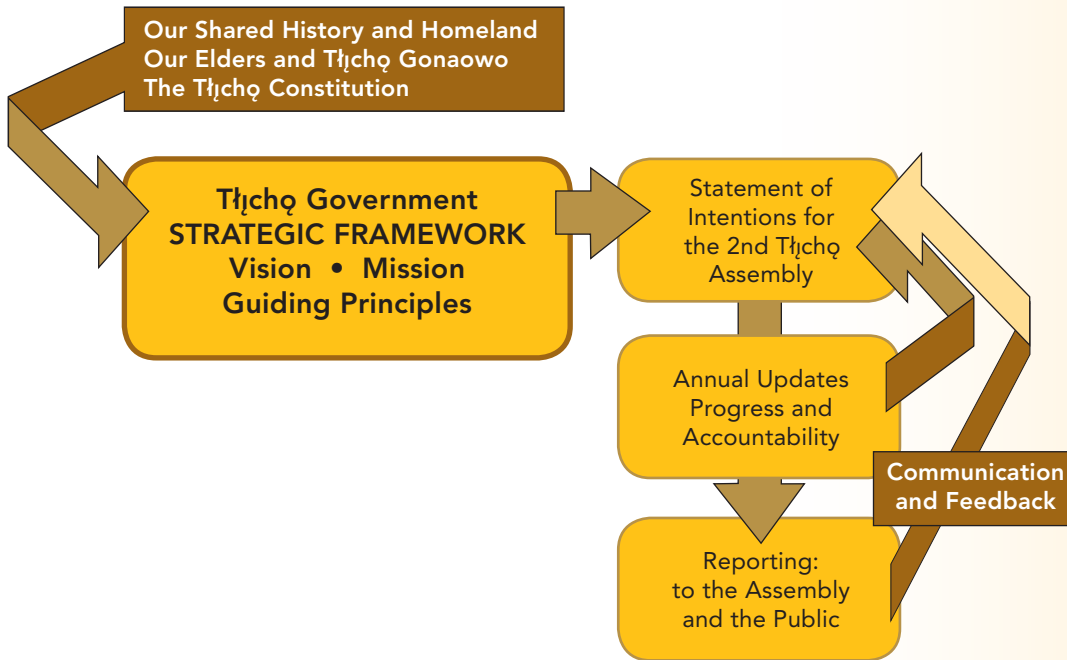 Our Shared History and Homeland
Our Elders and Tłı̨chǫ Gonaowo
The Tłı̨chǫ Constitution
Tłı̨chǫ Government
STRATEGIC FRAMEWORK
Vision • Mission
Guiding Principles
Statement of
Intentions for
the 2nd Tłı̨chǫ
Assembly
Annual Updates
Progress and
Accountability
Communication
and Feedback
Reporting:
to the Assembly
and the Public